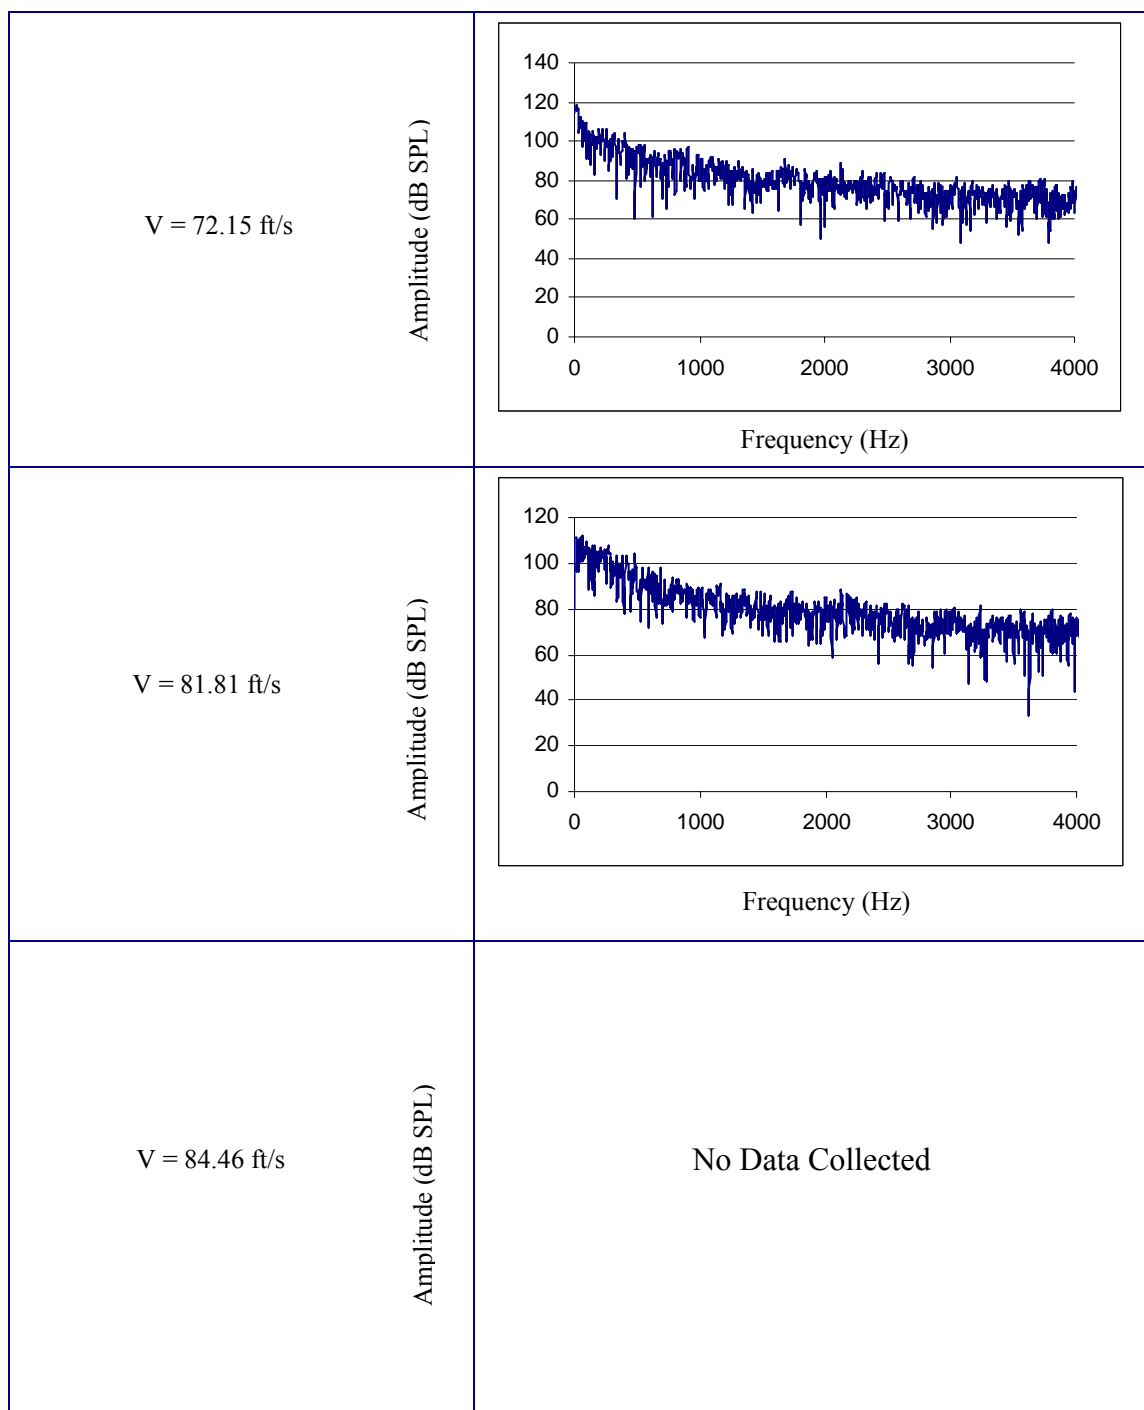 V = 72.15 ft/s
Amplitude (dB SPL)
140
120
100
80
60
40
20
0
0 1000 2000 3000 4000
Frequency (Hz)
V = 81.81 ft/s
Amplitude (dB SPL)
120
100
80
60
40
20
0
0 1000 2000 3000 4000
Frequency (Hz)
V = 84.46 ft/s
Amplitude (dB SPL)
No Data Collected